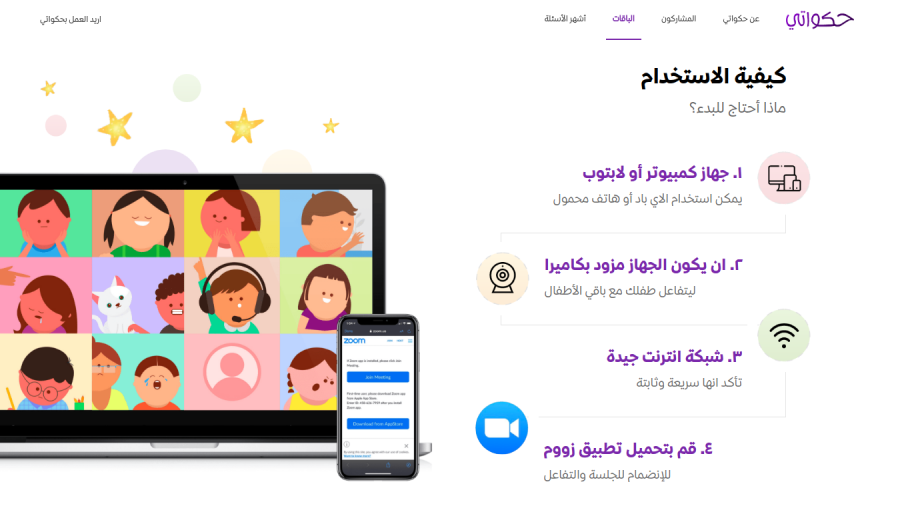 حكواتي
عن حكواتي
المشاركون
الباقات
أشهر الأسئلة
اريد العمل بحكواتي
كيفية الاستخدام
ماذا أحتاج للبدء؟
١. جهاز كمبيوتر أو لابتوب
يمكن استخدام الاي باد أو هاتف محمول
٢. ان يكون الجهاز مزود بكاميرا
ليتفاعل طفلك مع باقي الأطفال
٣. شبكة انترنت جيدة
تأكد انها سريعة وثابتة
٤. قم بتحميل تطبيق زووم
للإنضمام للجلسة والتفاعل
zoom
Join Meeting